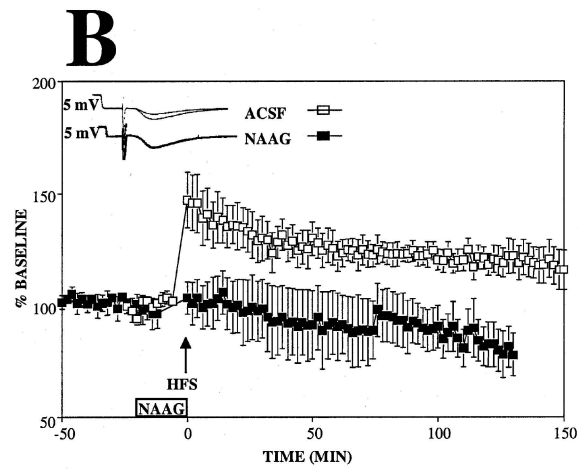 B
200
5 mV
ACSF
5 mV
NAAG
150
% BASELINE
100
HFS
NAAG
50
-50
0
50
100
150
TIME (MIN)